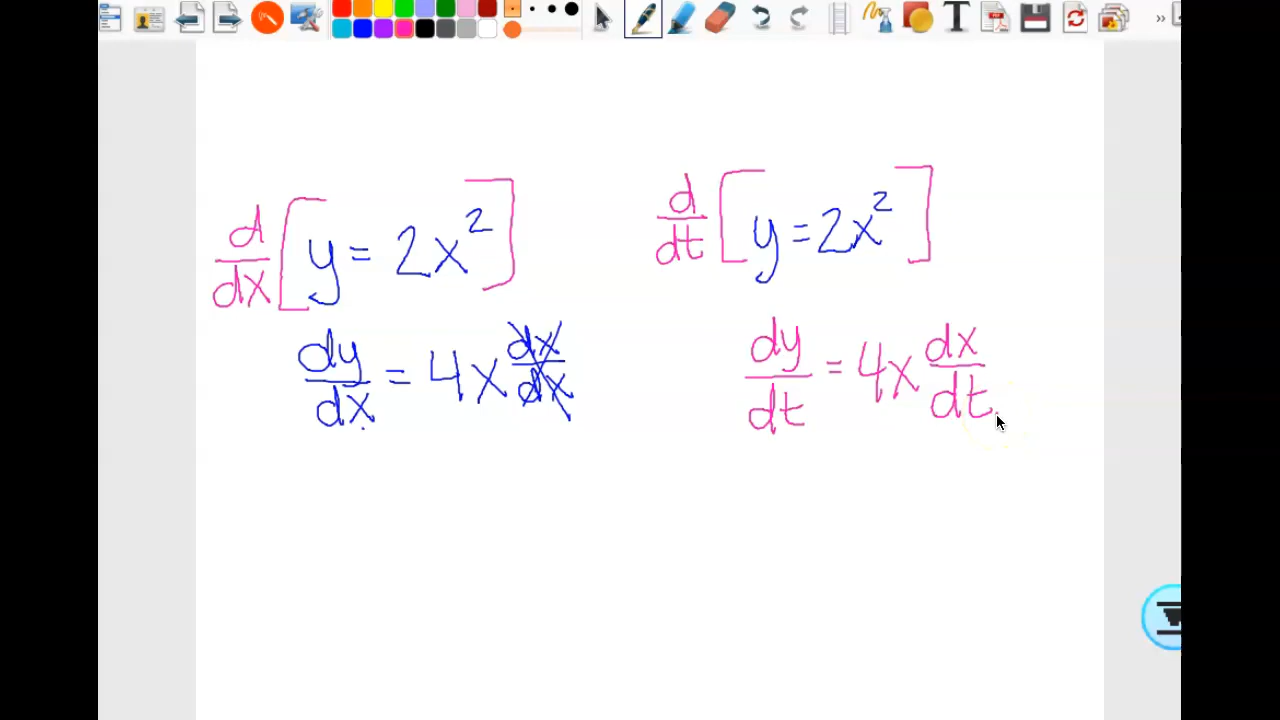 d/dx [y = 2x²]
dy/dx = 4x dx/dx
d/dt [y = 2x²]
dy/dt = 4x dx/dt
T